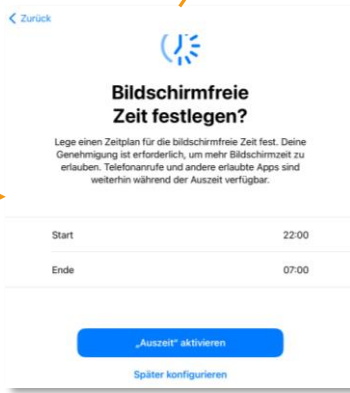 Zurück
Bildschirmfreie
Zeit festlegen?
Lege einen Zeitplan für die bildschirmfreie Zeit fest. Deine
Genehmigung ist erforderlich, um mehr Bildschirmzeit zu
erlauben. Telefonanrufe und andere erlaubte Apps sind
weiterhin während der Auszeit verfügbar.
Start 22:00
Ende 07:00
„Auszeit“ aktivieren
Später konfigurieren